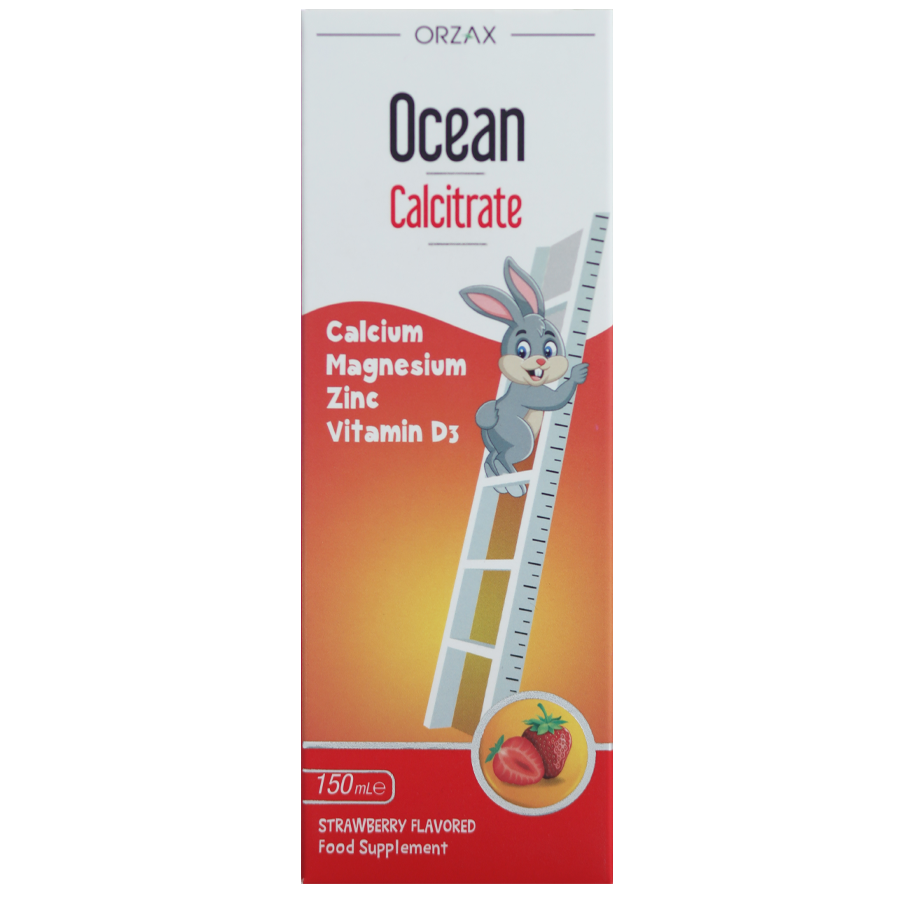 ORZAX
Ocean
Calcitrate
Calcium
Magnesium
Zinc
Vitamin D3
150 mL℮
STRAWBERRY FLAVORED
Food Supplement